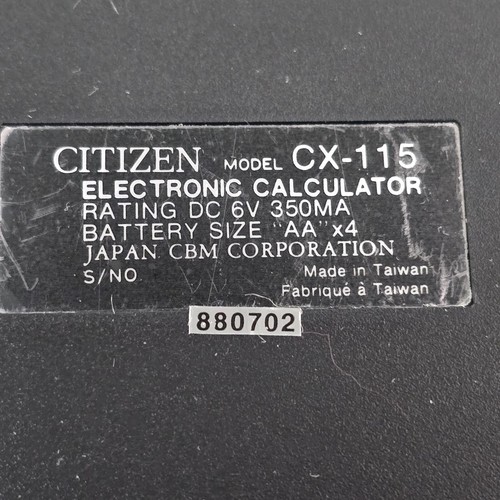 CITIZEN MODEL CX-115
ELECTRONIC CALCULATOR
RATING DC 6V 350MA
BATTERY SIZE "AA"x4
JAPAN CBM CORPORATION
S/NO. Made in Taiwan
Fabriqué à Taiwan
880702